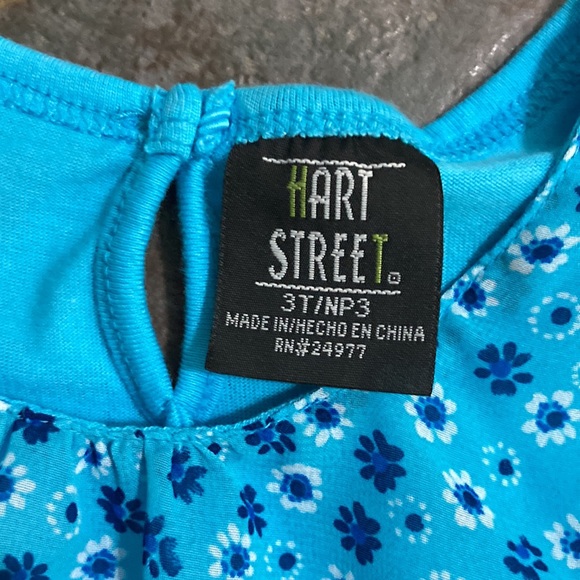 HART
STREET
3T/NP3
MADE IN/HECHO EN CHINA
RN#24977